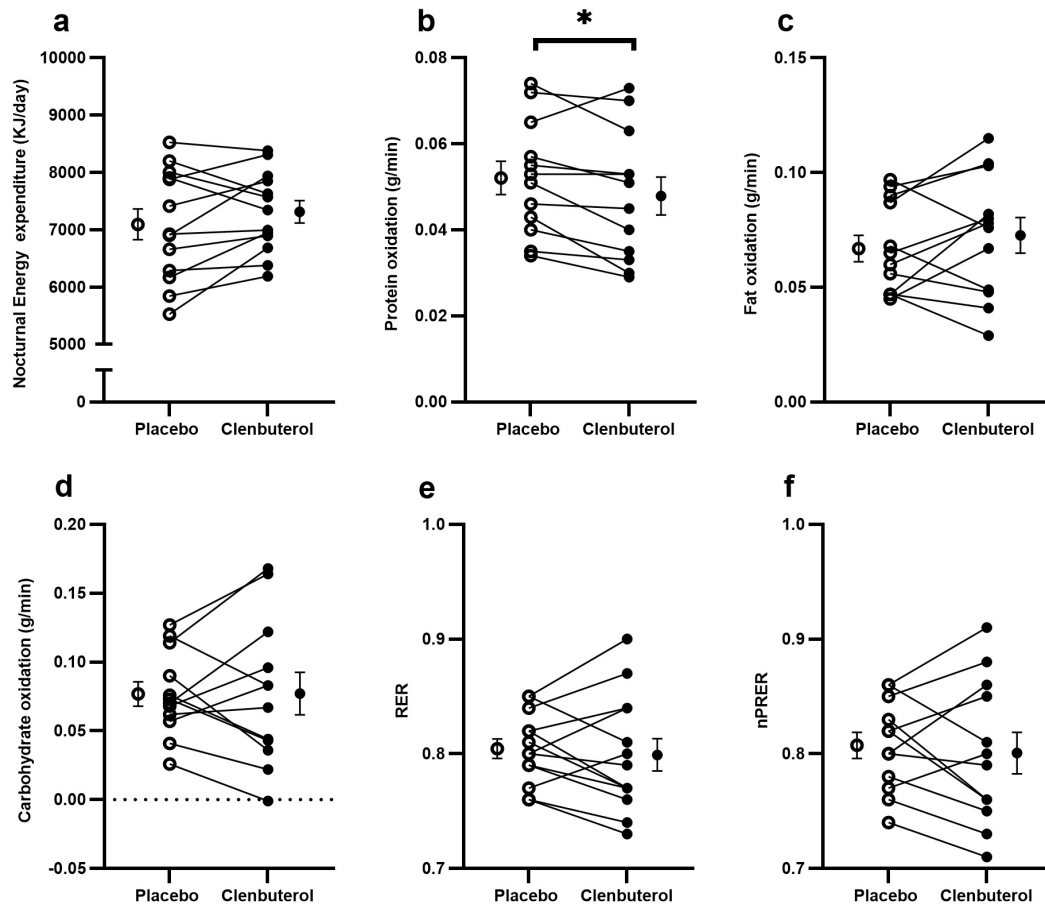 a
Nocturnal Energy expenditure (KJ/day)
10000
9000
8000
7000
6000
5000
0
Placebo Clenbuterol
b
*
Protein oxidation (g/min)
0.08
0.06
0.04
0.02
0.00
Placebo Clenbuterol
c
Fat oxidation (g/min)
0.15
0.10
0.05
0.00
Placebo Clenbuterol
d
Carbohydrate oxidation (g/min)
0.20
0.15
0.10
0.05
0.00
-0.05
Placebo Clenbuterol
e
RER
1.0
0.9
0.8
0.7
Placebo Clenbuterol
f
nPRER
1.0
0.9
0.8
0.7
Placebo Clenbuterol